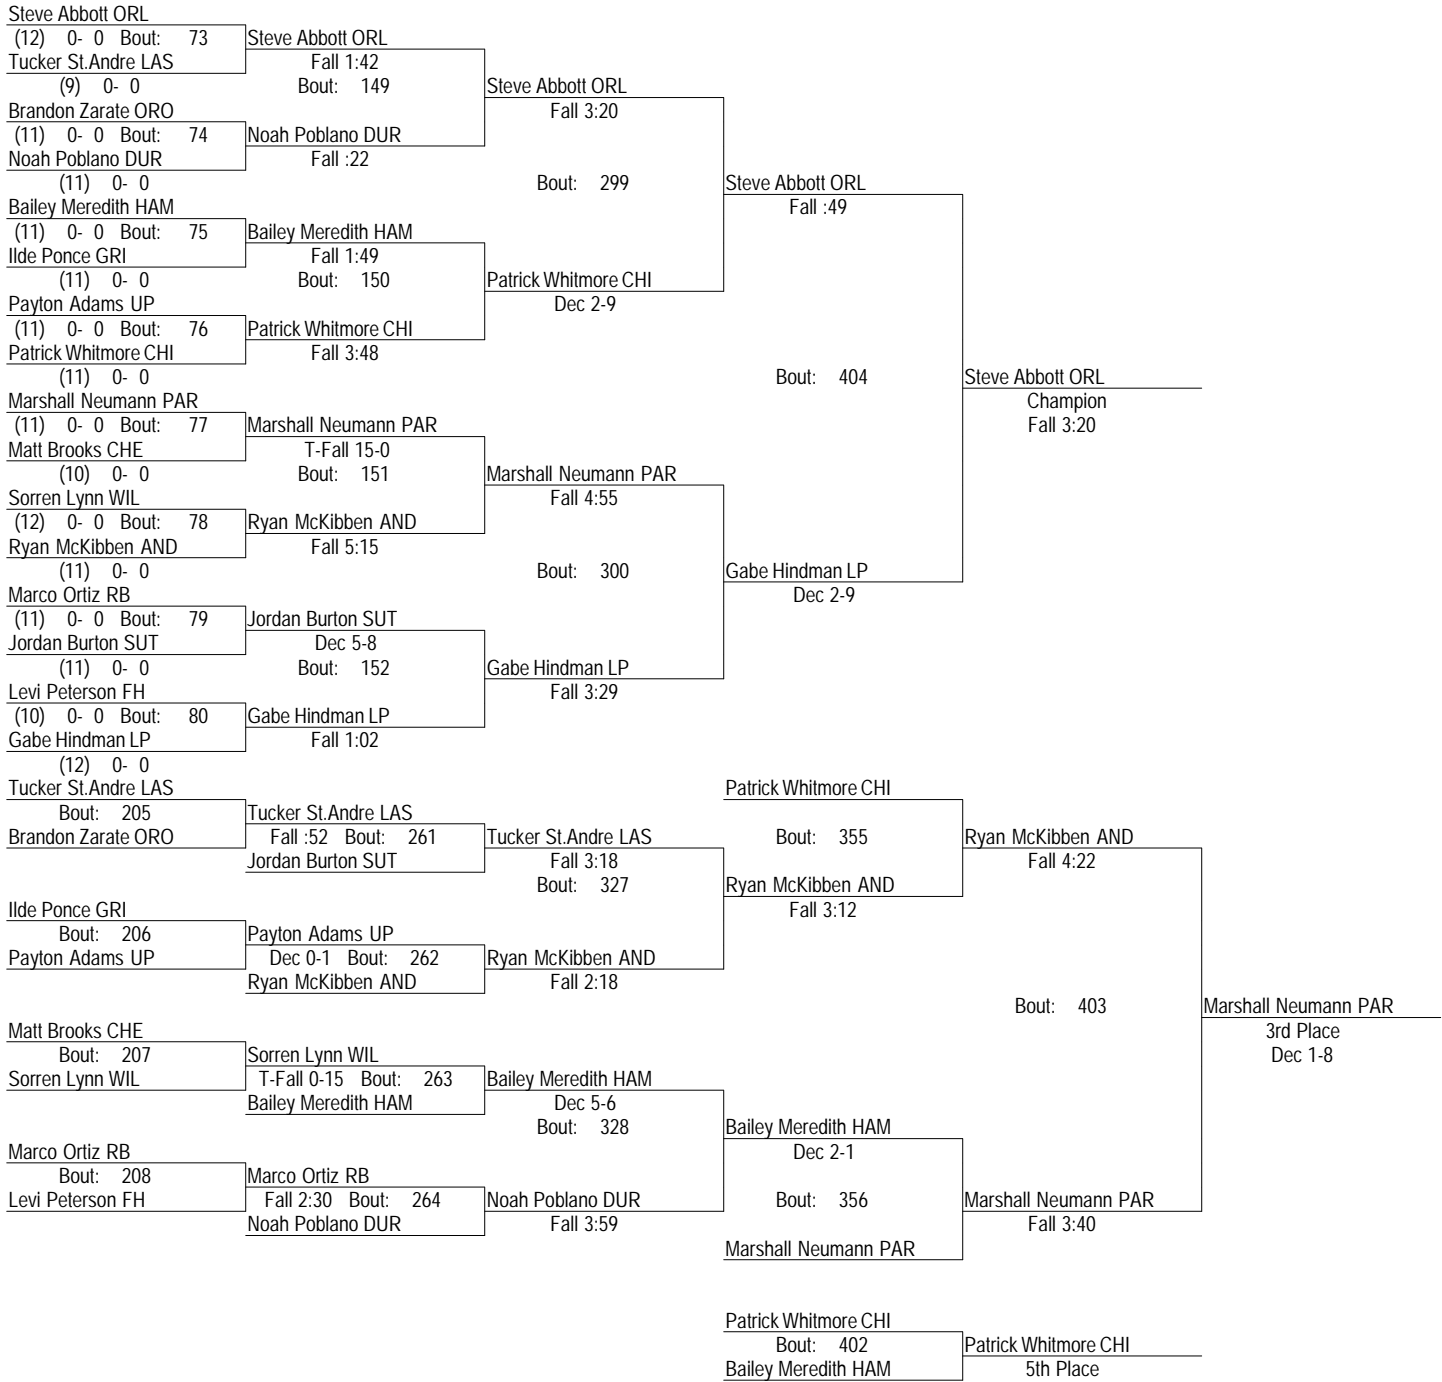 Steve Abbott ORL
(12) 0- 0 Bout: 73 Steve Abbott ORL
Tucker St.Andre LAS Fall 1:42
(9) 0- 0 Bout: 149 Steve Abbott ORL
Brandon Zarate ORO Fall 3:20
(11) 0- 0 Bout: 74 Noah Poblano DUR
Noah Poblano DUR Fall :22
(11) 0- 0 Bout: 299 Steve Abbott ORL
Bailey Meredith HAM Fall :49
(11) 0- 0 Bout: 75 Bailey Meredith HAM
Ilde Ponce GRI Fall 1:49
(11) 0- 0 Bout: 150 Patrick Whitmore CHI
Payton Adams UP Dec 2-9
(11) 0- 0 Bout: 76 Patrick Whitmore CHI
Patrick Whitmore CHI Fall 3:48
(11) 0- 0 Bout: 404 Steve Abbott ORL
Marshall Neumann PAR Champion
(11) 0- 0 Bout: 77 Marshall Neumann PAR Fall 3:20
Matt Brooks CHE T-Fall 15-0
(10) 0- 0 Bout: 151 Marshall Neumann PAR
Sorren Lynn WIL Fall 4:55
(12) 0- 0 Bout: 78 Ryan McKibben AND
Ryan McKibben AND Fall 5:15
(11) 0- 0 Bout: 300 Gabe Hindman LP
Marco Ortiz RB Dec 2-9
(11) 0- 0 Bout: 79 Jordan Burton SUT
Jordan Burton SUT Dec 5-8
(11) 0- 0 Bout: 152 Gabe Hindman LP
Levi Peterson FH Fall 3:29
(10) 0- 0 Bout: 80 Gabe Hindman LP
Gabe Hindman LP Fall 1:02
(12) 0- 0
Tucker St.Andre LAS Patrick Whitmore CHI
Bout: 205 Tucker St.Andre LAS
Brandon Zarate ORO Fall :52 Bout: 261 Tucker St.Andre LAS Bout: 355 Ryan McKibben AND
Jordan Burton SUT Fall 3:18 Fall 4:22
Bout: 327 Ryan McKibben AND
Ilde Ponce GRI Fall 3:12
Bout: 206 Payton Adams UP
Payton Adams UP Dec 0-1 Bout: 262 Ryan McKibben AND
Ryan McKibben AND Fall 2:18
Bout: 403 Marshall Neumann PAR
Matt Brooks CHE 3rd Place
Bout: 207 Sorren Lynn WIL Dec 1-8
Sorren Lynn WIL T-Fall 0-15 Bout: 263 Bailey Meredith HAM
Bailey Meredith HAM Dec 5-6
Bout: 328 Bailey Meredith HAM
Marco Ortiz RB Dec 2-1
Bout: 208 Marco Ortiz RB
Levi Peterson FH Fall 2:30 Bout: 264 Noah Poblano DUR Bout: 356 Marshall Neumann PAR
Noah Poblano DUR Fall 3:59 Fall 3:40
Marshall Neumann PAR
Patrick Whitmore CHI
Bout: 402 Patrick Whitmore CHI
Bailey Meredith HAM 5th Place